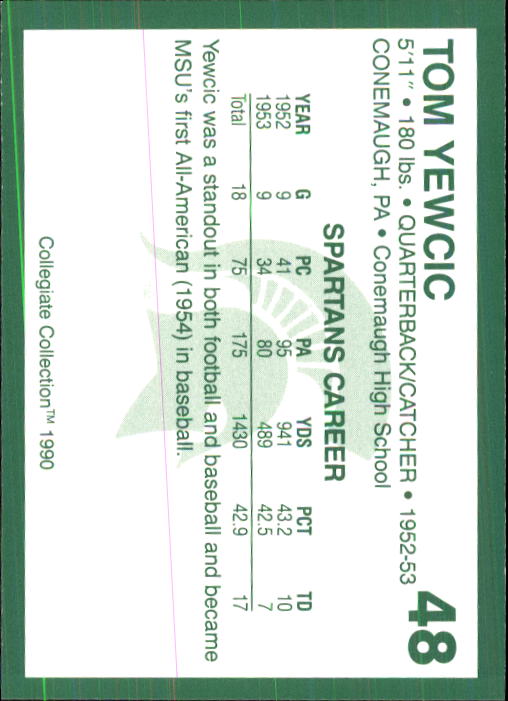 TOM YEWCIC 48
5'11" • 180 lbs. • QUARTERBACK/CATCHER • 1952-53
CONEMAUGH, PA • Conemaugh High School
SPARTANS CAREER
YEAR G PC PA YDS PCT TD
1952 9 41 95 941 43.2 10
1953 9 34 80 489 42.5 7
Total 18 75 175 1430 42.9 17
Yewcic was a standout in both football and baseball and became
MSU's first All-American (1954) in baseball.
Collegiate Collection™ 1990